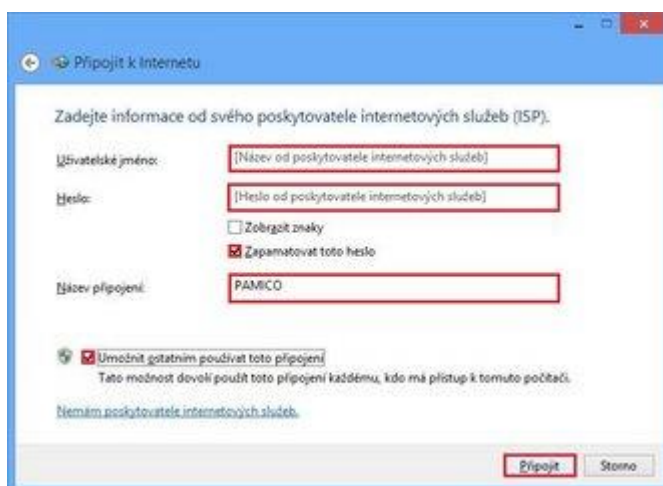 Připojit k Internetu
Zadejte informace od svého poskytovatele internetových služeb (ISP).
Uživatelské jméno: [Název od poskytovatele internetových služeb]
Heslo: [Heslo od poskytovatele internetových služeb]
Zobrazit znaky
Zapamatovat toto heslo
Název připojení: PAMICO
Umožnit ostatním používat toto připojení
Tato možnost dovolí použít toto připojení každému, kdo má přístup k tomuto počítači.
Nemám poskytovatele internetových služeb.
Připojit Storno